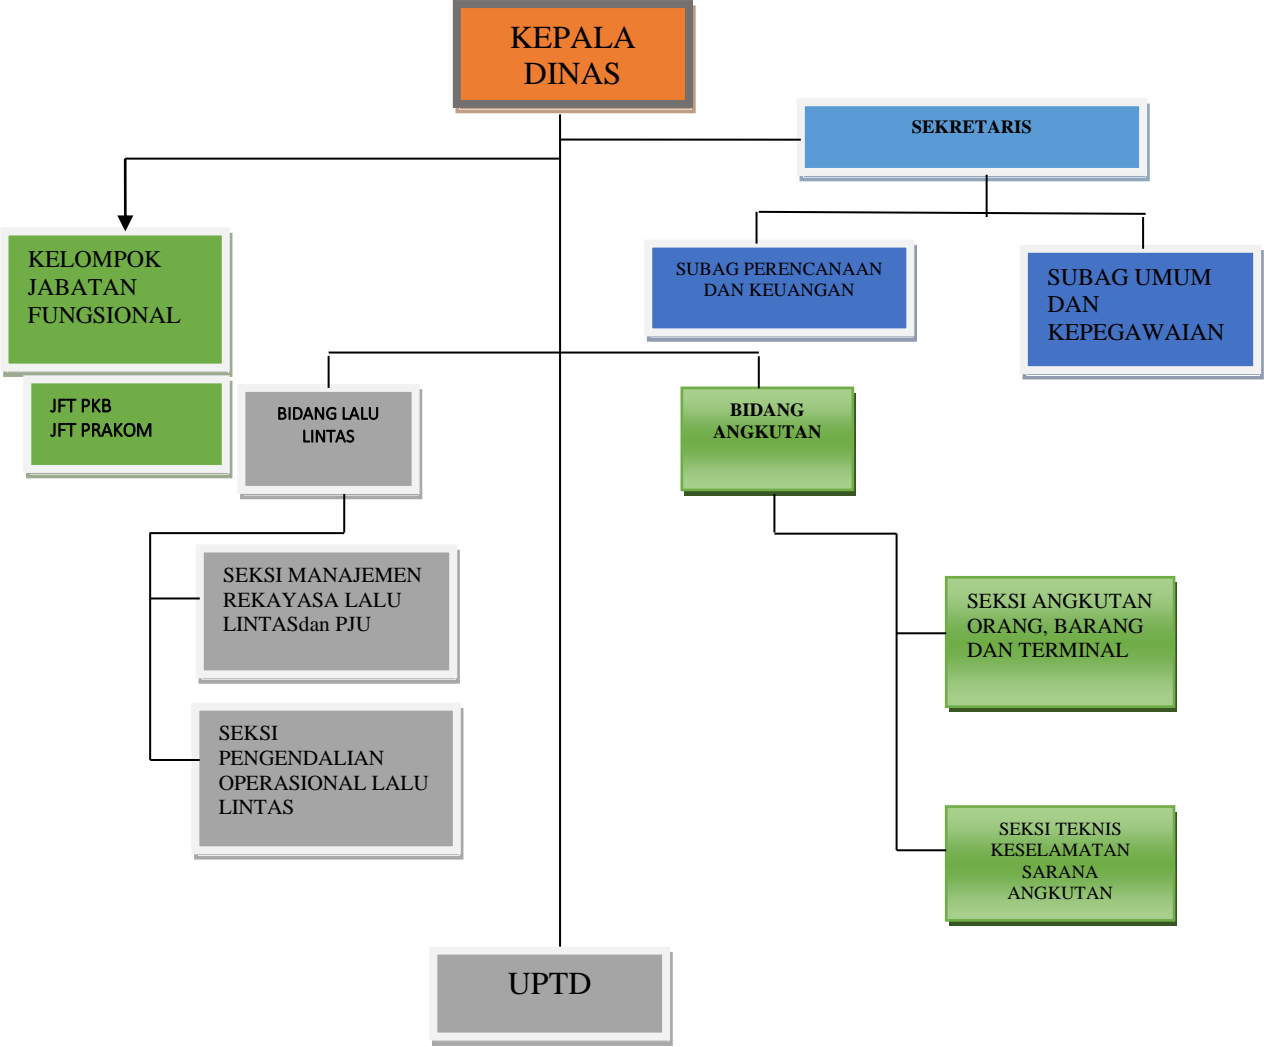 KEPALA
DINAS
SEKRETARIS
KELOMPOK
JABATAN
FUNGSIONAL
SUBAG PERENCANAAN
DAN KEUANGAN
SUBAG UMUM
DAN
KEPEGAWAIAN
JFT PKB
JFT PRAKOM
BIDANG LALU
LINTAS
BIDANG
ANGKUTAN
SEKSI MANAJEMEN
REKAYASA LALU
LINTASdan PJU
SEKSI ANGKUTAN
ORANG, BARANG
DAN TERMINAL
SEKSI
PENGENDALIAN
OPERASIONAL LALU
LINTAS
SEKSI TEKNIS
KESELAMATAN
SARANA
ANGKUTAN
UPTD